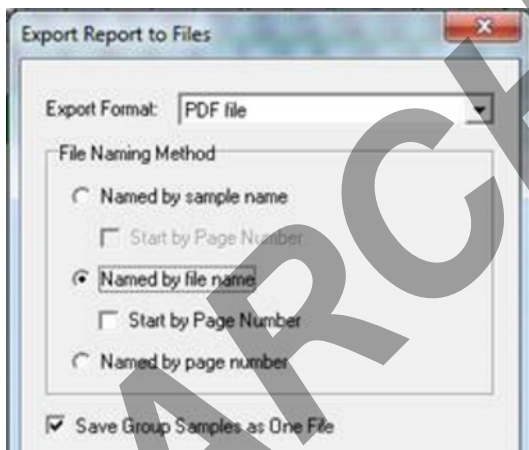 Export Report to Files
Export Format: PDF file
File Naming Method
Named by sample name
Start by Page Number
Named by file name
Start by Page Number
Named by page number
Save Group Samples as One File